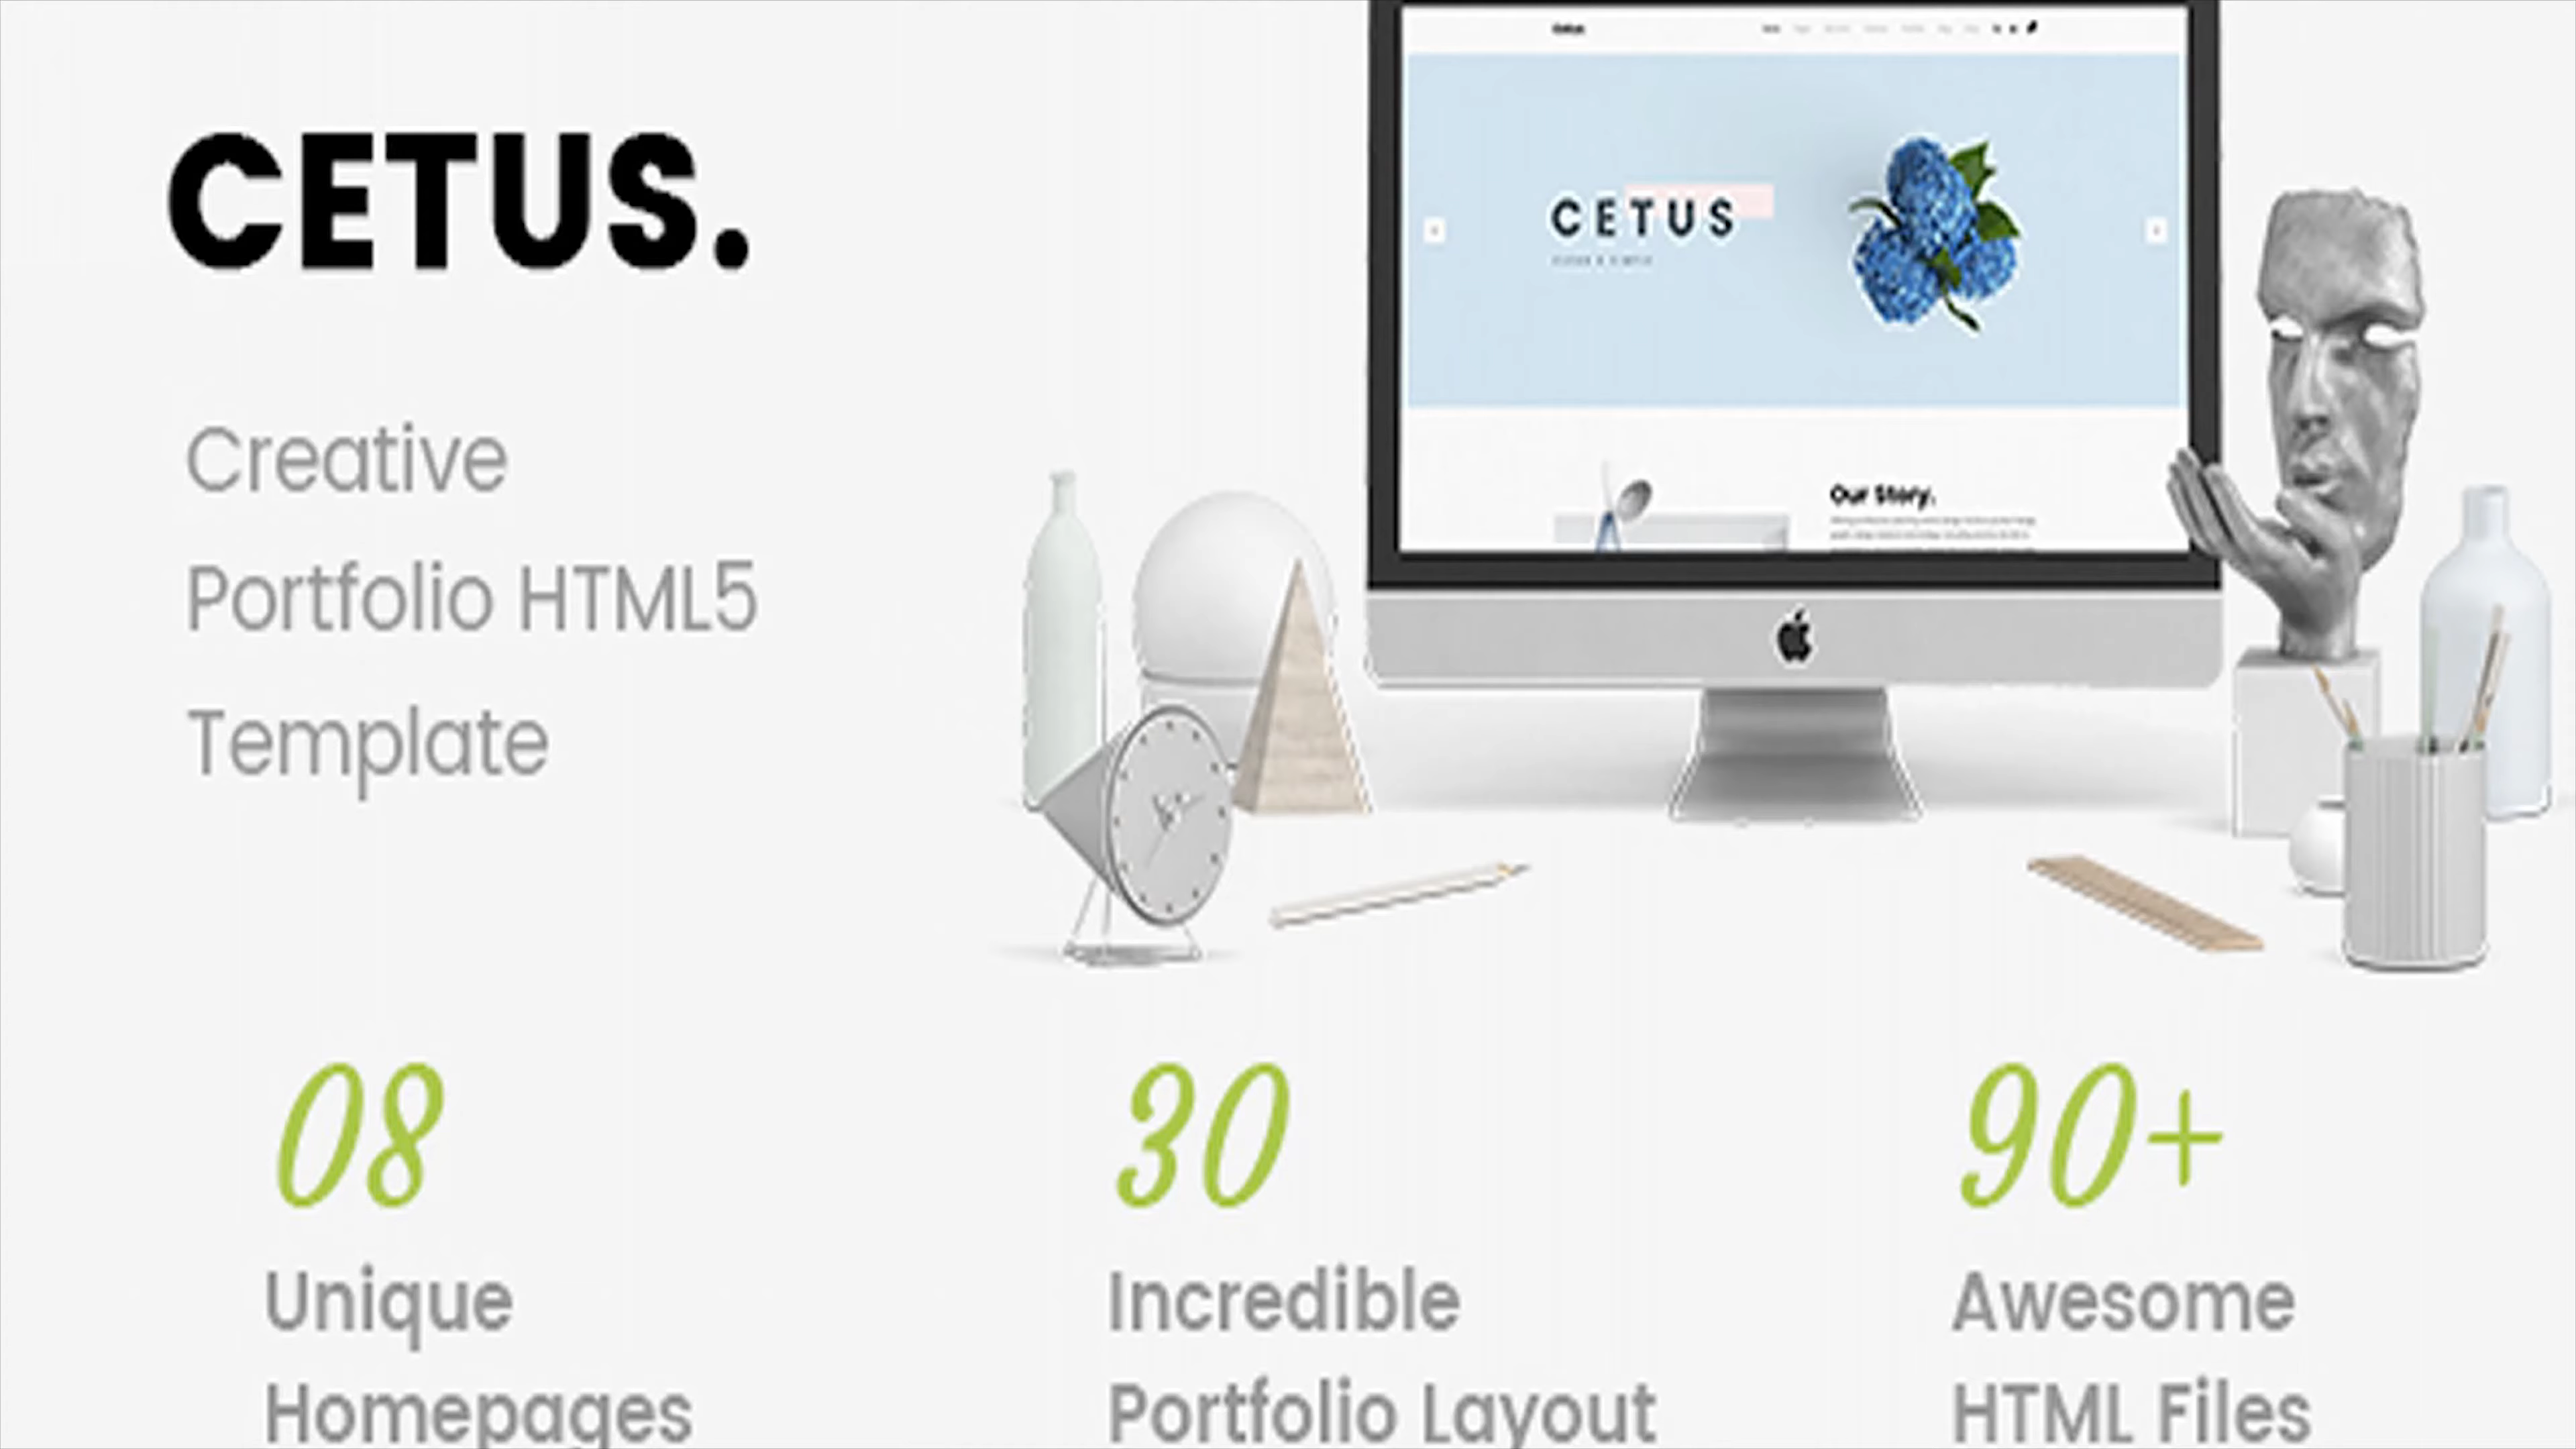 CETUS.
Creative
Portfolio HTML5
Template
CETUS
Our Story.
08
Unique
Homepages
30
Incredible
Portfolio Layout
90+
Awesome
HTML Files